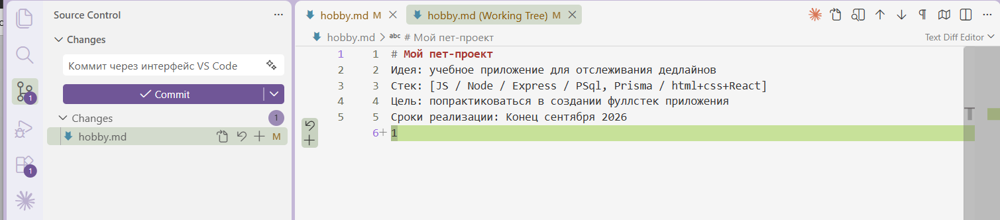 Source Control
Changes
Коммит через интерфейс VS Code
Commit
Changes 1
hobby.md M
1
1
hobby.md M
hobby.md (Working Tree) M
hobby.md > abc # Мой пет-проект
Text Diff Editor
1 1 # Мой пет-проект
2 2 Идея: учебное приложение для отслеживания дедлайнов
3 3 Стек: [JS / Node / Express / PSql, Prisma / html+css+React]
4 4 Цель: попрактиковаться в создании фуллстек приложения
5 5 Сроки реализации: Конец сентября 2026
6+ 1